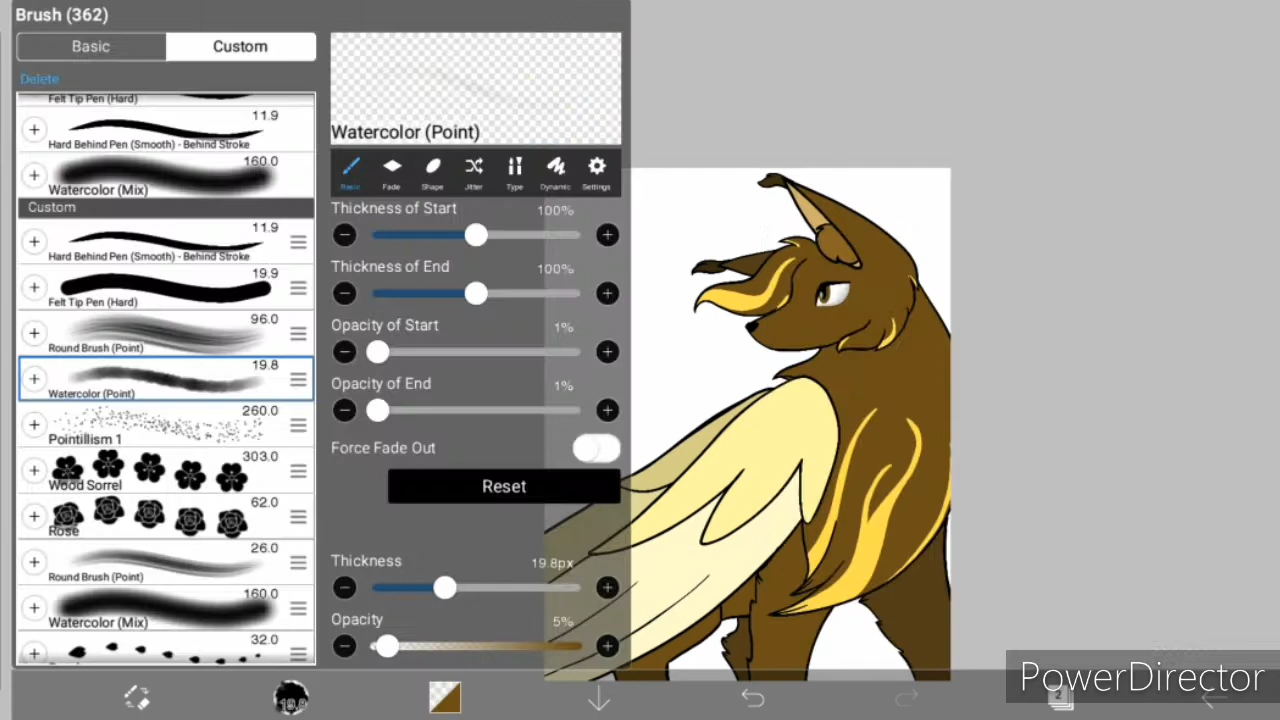 Brush (362)
Basic
Custom
Delete
Felt Tip Pen (Hard)
11.9
Hard Behind Pen (Smooth) - Behind Stroke
160.0
Watercolor (Mix)
Custom
11.9
Hard Behind Pen (Smooth) - Behind Stroke
19.9
Felt Tip Pen (Hard)
96.0
Round Brush (Point)
19.8
Watercolor (Point)
260.0
Pointillism 1
303.0
Wood Sorrel
62.0
Rose
26.0
Round Brush (Point)
160.0
Watercolor (Mix)
32.0
Watercolor (Point)
Basic
Fade
Shape
Jitter
Type
Dynamic
Settings
Thickness of Start
100%
Thickness of End
100%
Opacity of Start
1%
Opacity of End
1%
Force Fade Out
Reset
Thickness
19.8px
Opacity
5%
19.8
2
PowerDirector